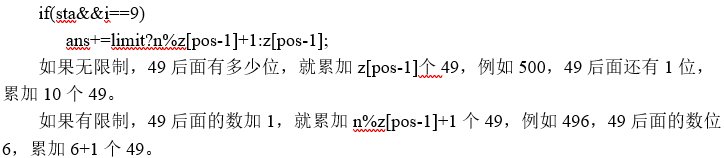 if(sta&&i==9)
ans+=limit?n%z[pos-1]+1:z[pos-1];
如果无限制，49 后面有多少位，就累加 z[pos-1]个 49，例如 500，49 后面还有 1 位，
累加 10 个 49。
如果有限制，49 后面的数加 1，就累加 n%z[pos-1]+1 个 49，例如 496，49 后面的数位
6，累加 6+1 个 49。